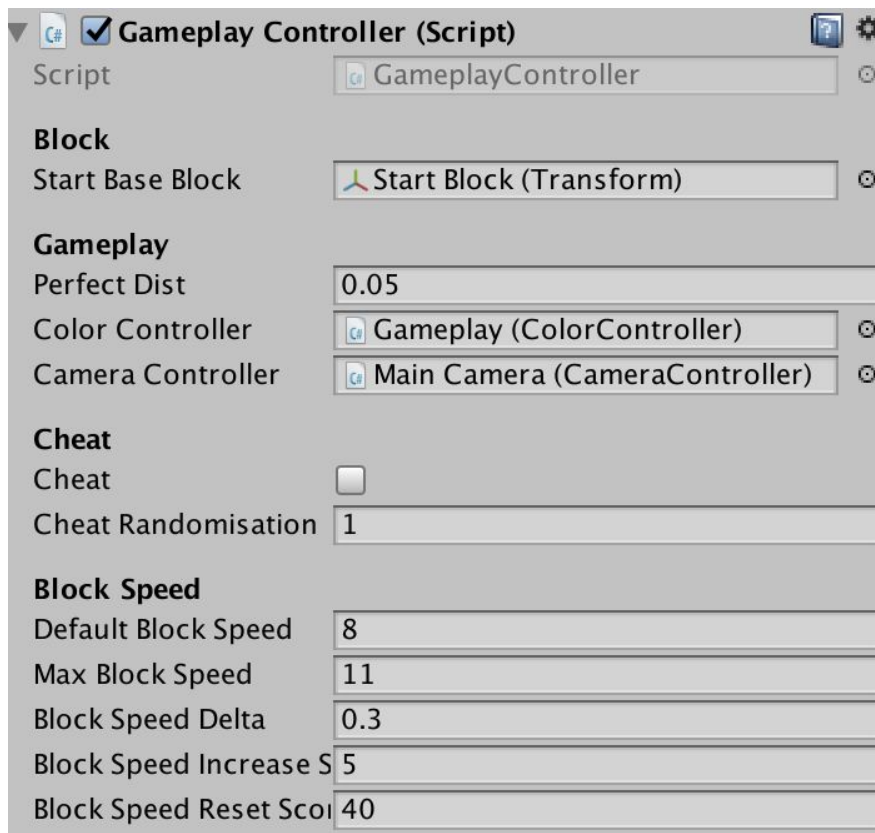 Gameplay Controller (Script)
Script GameplayController
Block
Start Base Block Start Block (Transform)
Gameplay
Perfect Dist 0.05
Color Controller Gameplay (ColorController)
Camera Controller Main Camera (CameraController)
Cheat
Cheat
Cheat Randomisation 1
Block Speed
Default Block Speed 8
Max Block Speed 11
Block Speed Delta 0.3
Block Speed Increase S 5
Block Speed Reset Scor 40